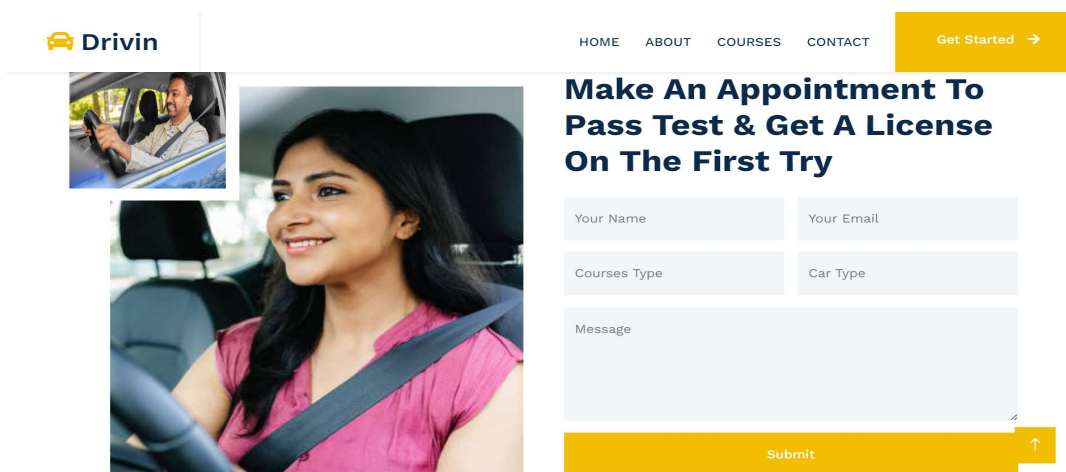 Drivin
HOME ABOUT COURSES CONTACT
Get Started
Make An Appointment To
Pass Test & Get A License
On The First Try
Your Name Your Email
Courses Type Car Type
Message
Submit